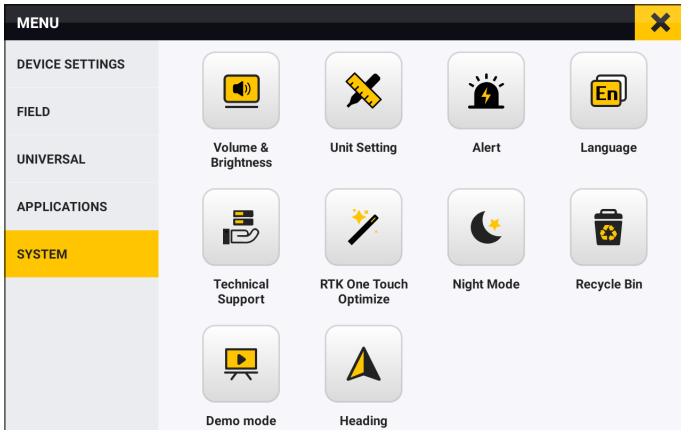 MENU
DEVICE SETTINGS
FIELD
UNIVERSAL
APPLICATIONS
SYSTEM
Volume &
Brightness
Unit Setting
Alert
En
Language
Technical
Support
RTK One Touch
Optimize
Night Mode
Recycle Bin
Demo mode
Heading